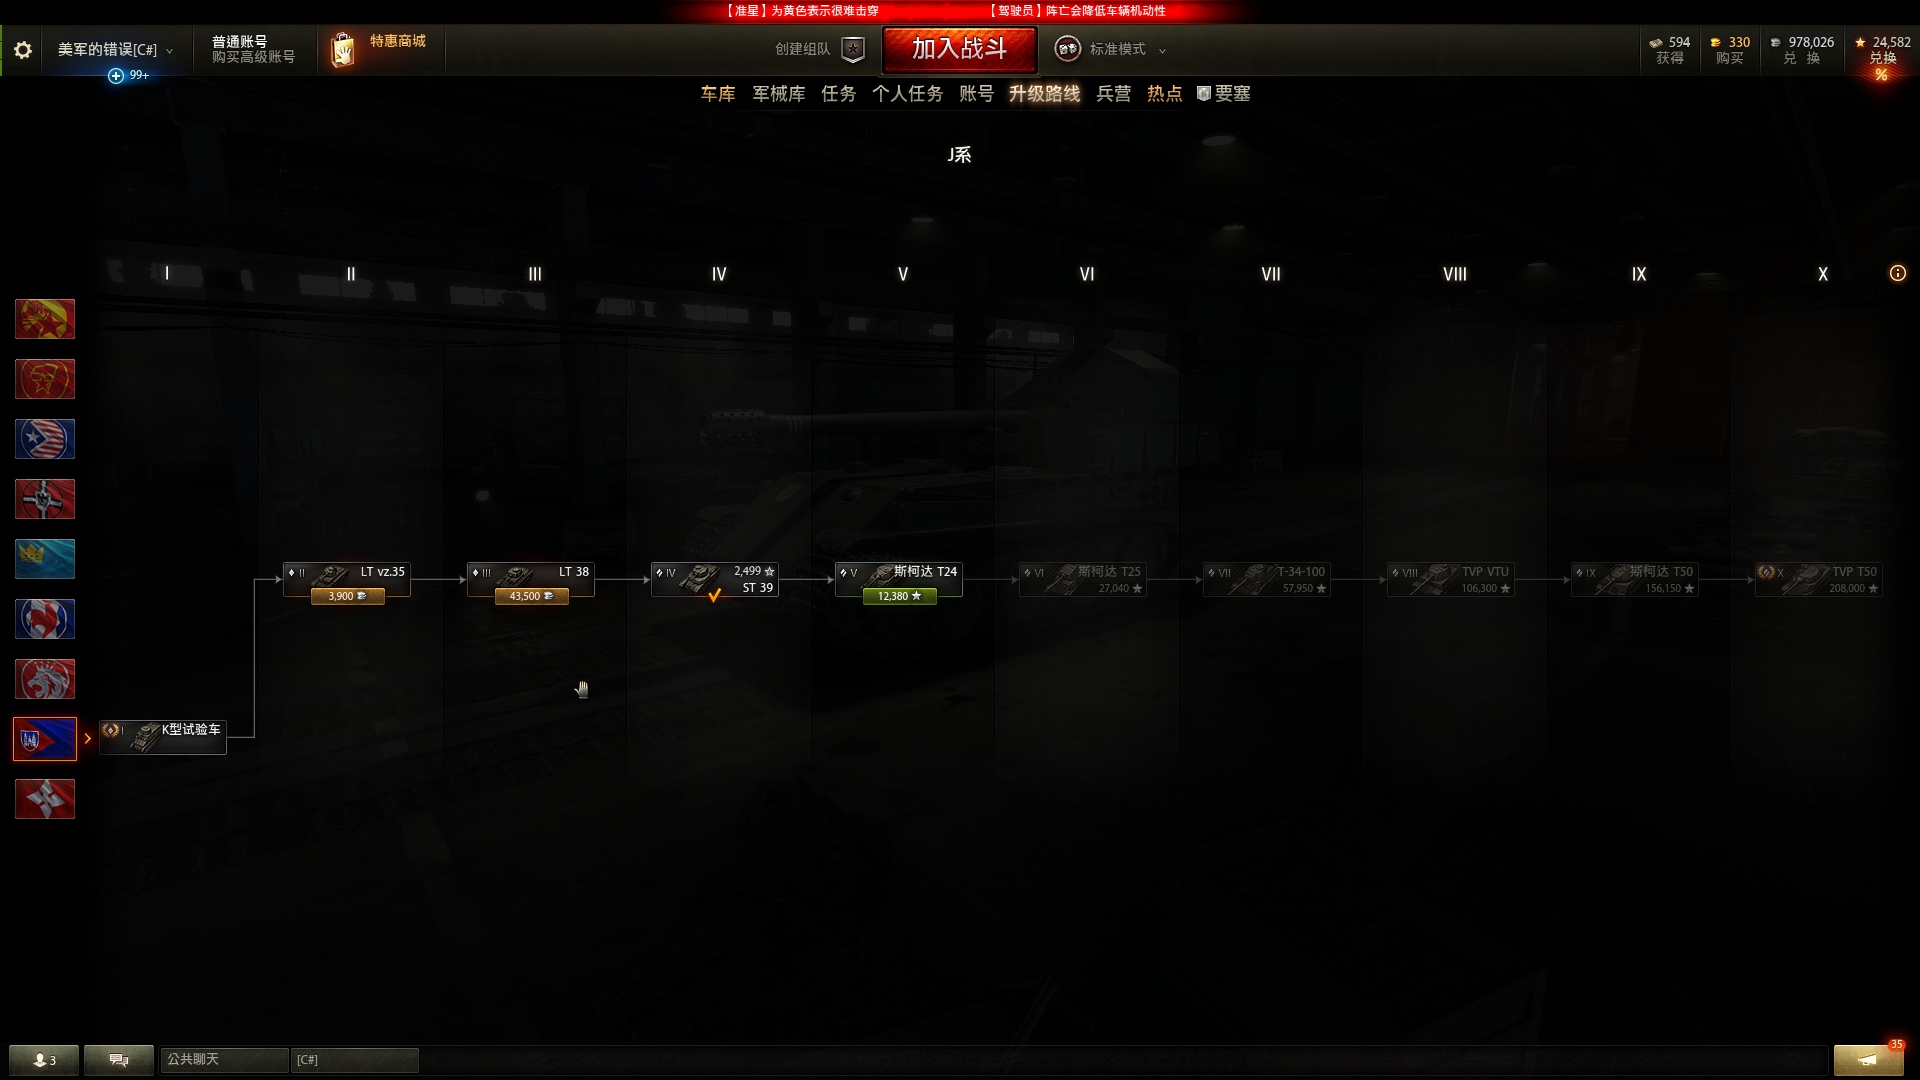 【准星】为黄色表示很难击穿
【驾驶员】阵亡会降低车辆机动性
美军的错误[C#]
99+
普通账号
购买高级账号
特惠商城
创建组队
加入战斗
标准模式
594
获得
330
购买
978,026
兑 换
24,582
兑换
%
车库 军械库 任务 个人任务 账号 升级路线 兵营 热点 要塞
J系
I II III IV V VI VII VIII IX X
II LT vz.35
3,900
III LT 38
43,500
IV 2,499
ST 39
V 斯柯达 T24
12,380
VI 斯柯达 T25
27,040
VII T-34-100
57,950
VIII TVP VTU
106,300
IX 斯柯达 T50
156,150
X TVP T50
208,000
I K型试验车
3
公共聊天
[C#]
35